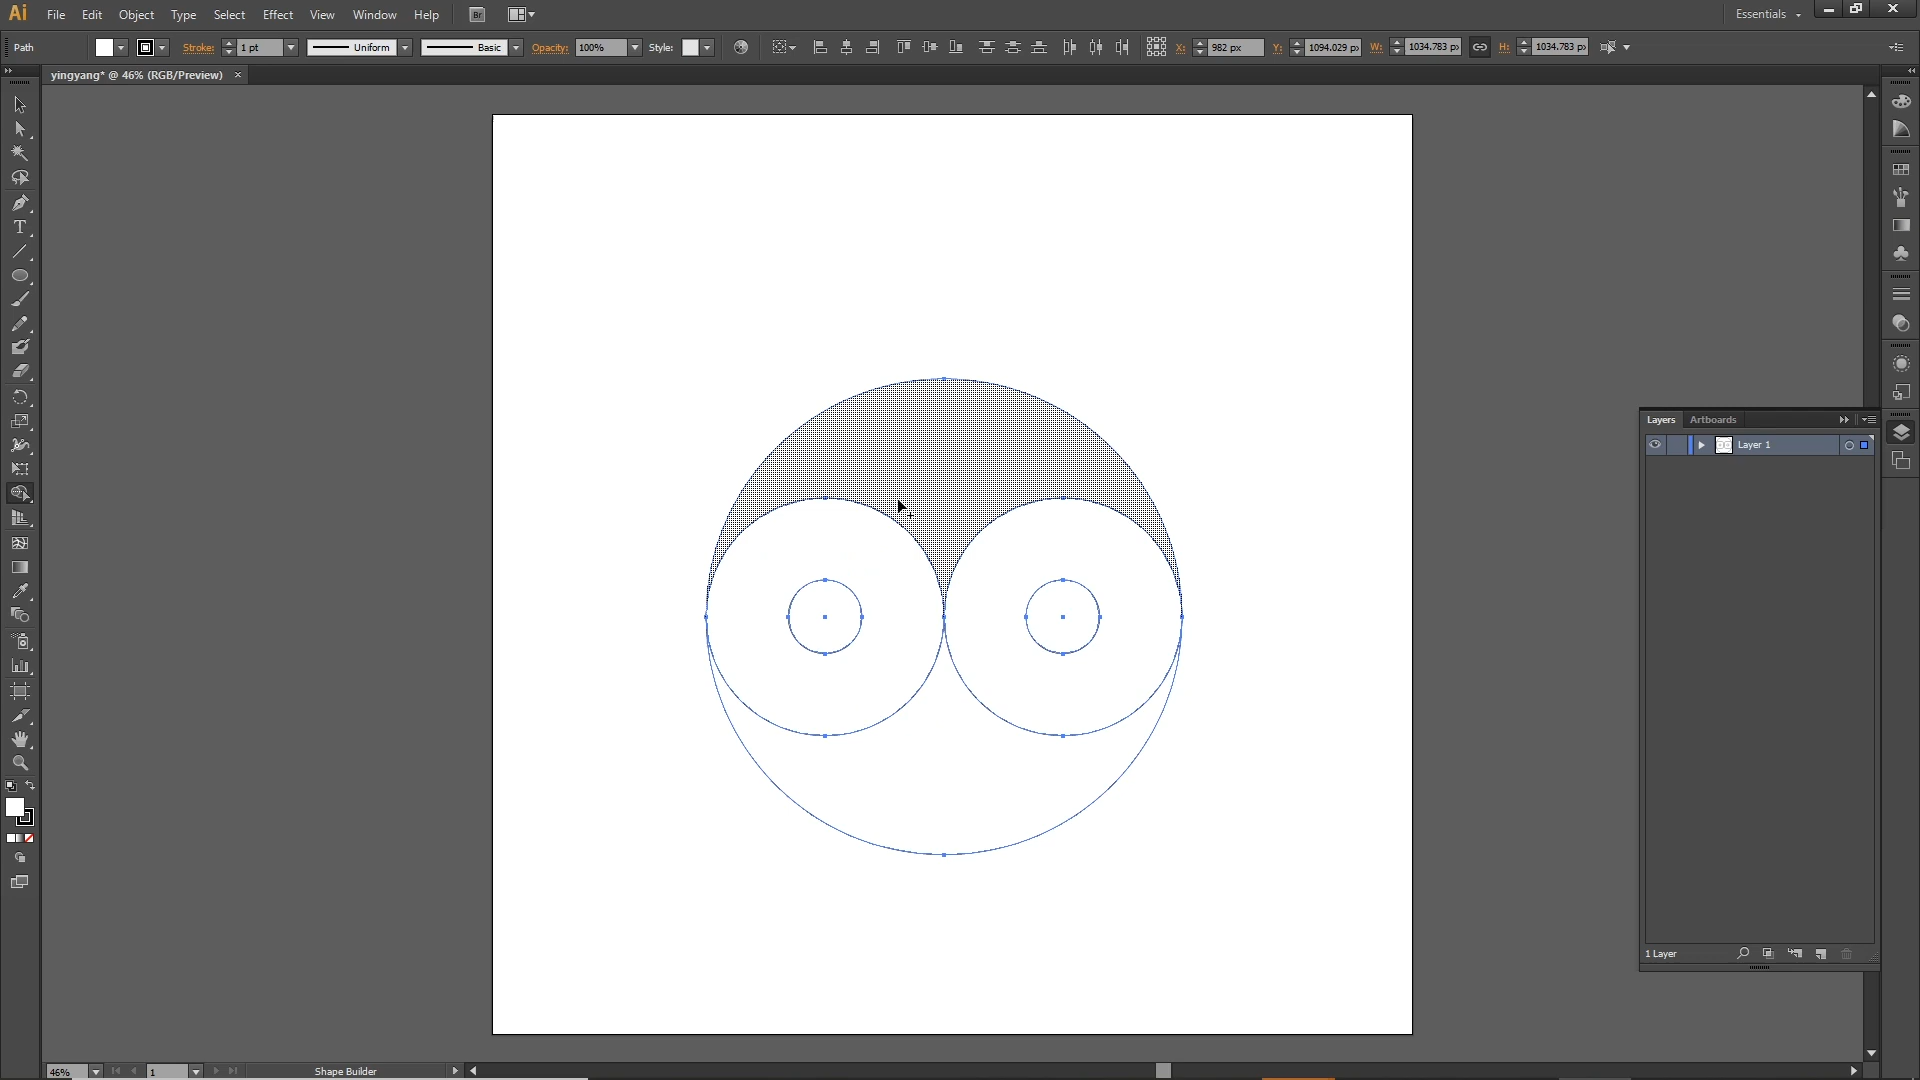 Ai File Edit Object Type Select Effect View Window Help Br Essentials
Path Stroke: 1 pt Uniform Basic Opacity: 100% Style: X: 982 px Y: 1094.029 px W: 1034.783 px H: 1034.783 px
yingyang* @ 46% (RGB/Preview)
T
Layers Artboards
Layer 1
1 Layer
46% 1 Shape Builder